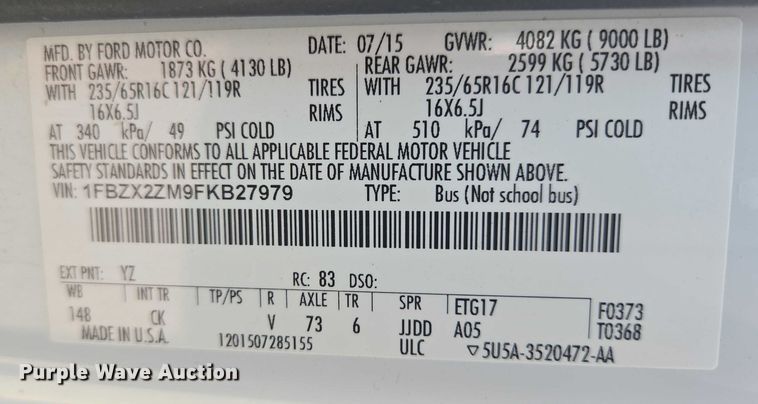 MFD. BY FORD MOTOR CO. DATE: 07/15 GVWR: 4082 KG ( 9000 LB)
FRONT GAWR: 1873 KG ( 4130 LB) REAR GAWR: 2599 KG ( 5730 LB)
WITH 235/65R16C 121/119R TIRES WITH 235/65R16C 121/119R TIRES
16X6.5J RIMS 16X6.5J RIMS
AT 340 kPa/ 49 PSI COLD AT 510 kPa/ 74 PSI COLD
THIS VEHICLE CONFORMS TO ALL APPLICABLE FEDERAL MOTOR VEHICLE
SAFETY STANDARDS IN EFFECT ON THE DATE OF MANUFACTURE SHOWN ABOVE.
VIN: 1FBZX2ZM9FKB27979 TYPE: Bus (Not school bus)
EXT PNT: YZ RC: 83 DSO:
WB INT TR TP/PS R AXLE TR SPR ETG17 F0373
148 CK V 73 6 JJDD A05 T0368
MADE IN U.S.A. 1201507285155 ULC ▽5U5A-3520472-AA
Purple Wave Auction